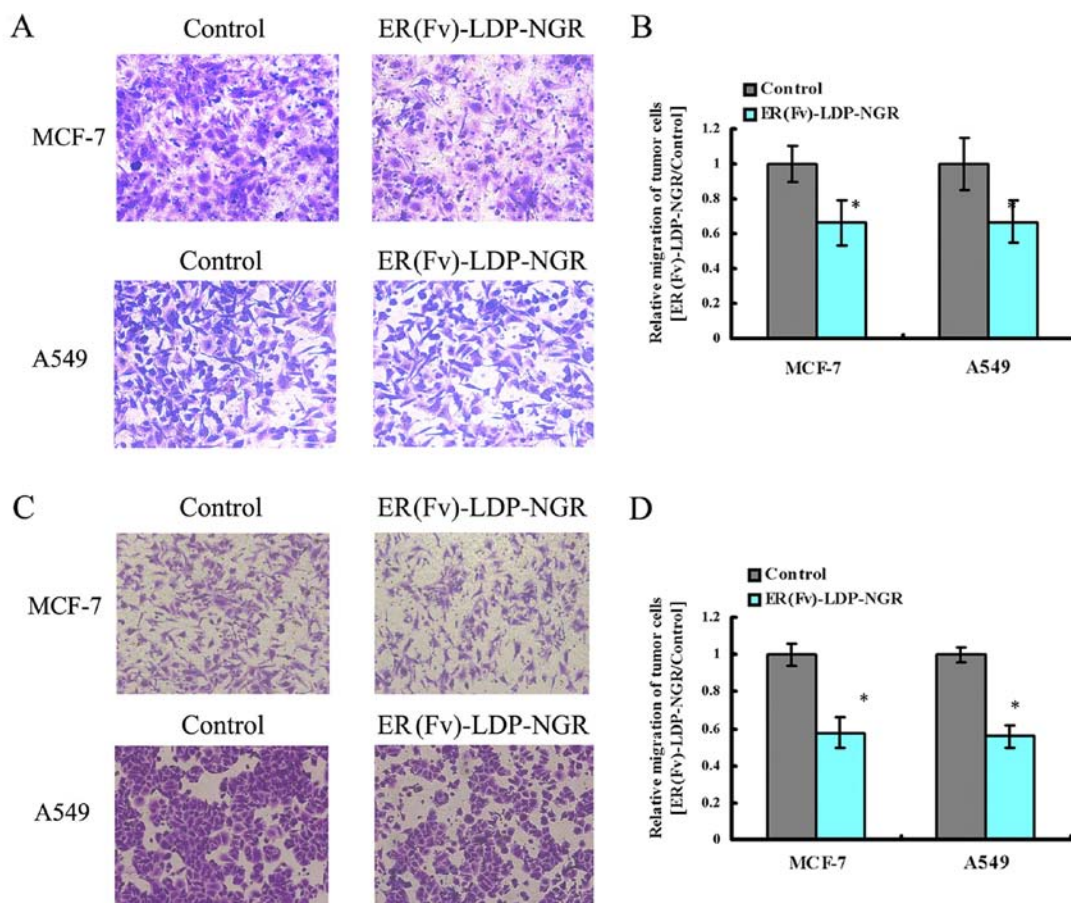 A
Control ER(Fv)-LDP-NGR
MCF-7
Control ER(Fv)-LDP-NGR
A549
B
Control
ER(Fv)-LDP-NGR
Relative migration of tumor cells
[ER(Fv)-LDP-NGR/Control]
1.2
1
0.8
0.6
0.4
0.2
0
*
*
MCF-7 A549
C
Control ER(Fv)-LDP-NGR
MCF-7
Control ER(Fv)-LDP-NGR
A549
D
Control
ER(Fv)-LDP-NGR
Relative migration of tumor cells
[ER(Fv)-LDP-NGR/Control]
1.2
1
0.8
0.6
0.4
0.2
0
*
*
MCF-7 A549